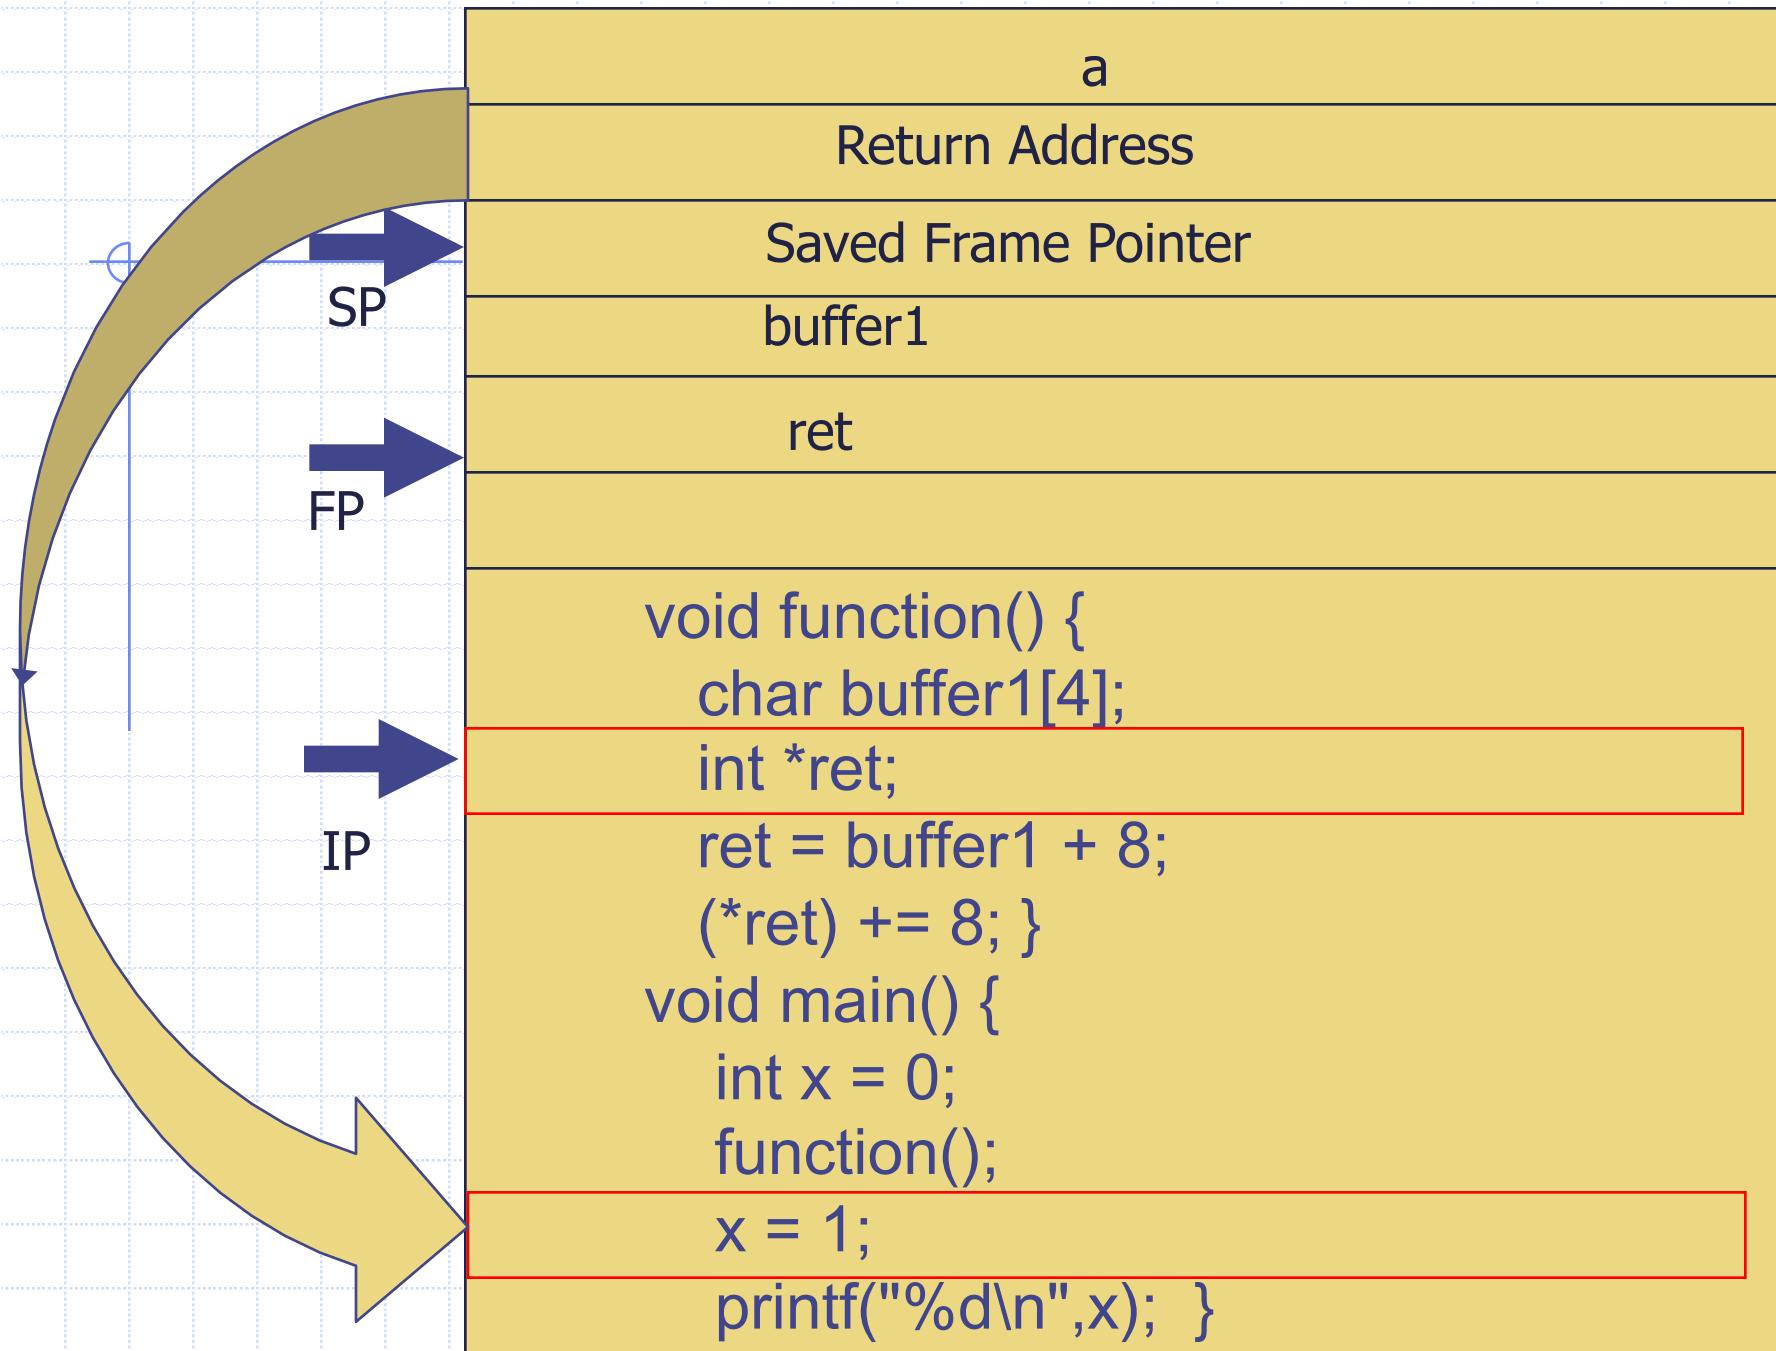 a
Return Address
Saved Frame Pointer
SP
buffer1
ret
FP
void function() {
char buffer1[4];
int *ret;
IP
ret = buffer1 + 8;
(*ret) += 8; }
void main() {
int x = 0;
function();
x = 1;
printf("%d\n",x);  }